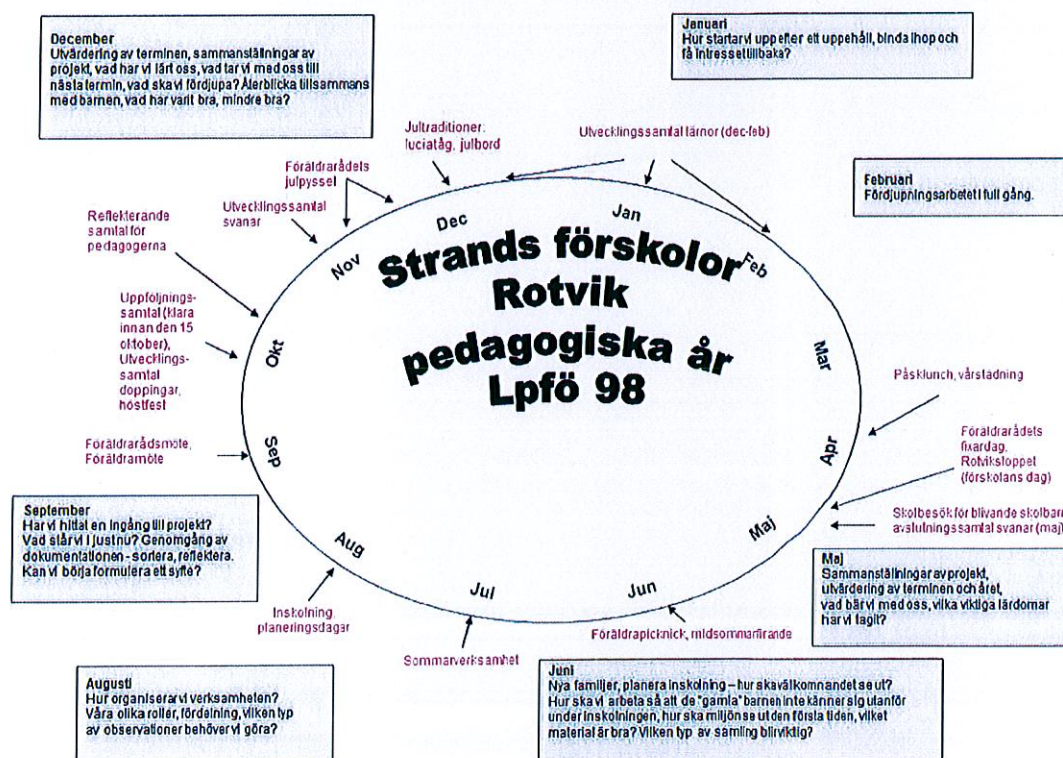 December
Utvärdering av terminen, sammanställningar av
projekt, vad har vi lärt oss, vad tar vi med oss till
nästa termin, vad ska vi fördjupa? Återblicka tillsammans
med barnen, vad har varit bra, mindre bra?
Januari
Hur startar vi upp efter ett uppehåll, binda ihop och
få intresset tillbaka?
Jultraditioner:
luciatåg, julbord
Utvecklingssamtal tärnor (dec-feb)
Föräldrarådets
julpyssel
Utvecklingssamtal
svanar
Februari
Fördjupningsarbetet i full gång.
Reflekterande
samtal för
pedagogerna
Uppföljnings-
samtal (klara
innan den 15
oktober),
Utvecklings-
samtal
doppingar,
höstfest
Föräldrarådsmöte,
Föräldramöte
Jan
Feb
Mar
Apr
Maj
Jun
Jul
Aug
Sep
Okt
Nov
Dec
Strands förskolor
Rotvik
pedagogiska år
Lpfö 98
Påsklunch, vårstädning
Föräldrarådets
fixardag,
Rotviksloppet
(förskolans dag)
Skolbesök för blivande skolbarn
avslutningssamtal svanar (maj)
September
Har vi hittat en ingång till projekt?
Vad står vi i just nu? Genomgång av
dokumentationen - sortera, reflektera.
Kan vi börja formulera ett syfte?
Maj
Sammanställningar av projekt,
utvärdering av terminen och året,
vad bär vi med oss, vilka viktiga lärdomar
har vi tagit?
Inskolning,
planeringsdagar
Sommarverksamhet
Föräldrapicknick, midsommarfirande
Augusti
Hur organiserar vi verksamheten?
Våra olika roller, fördelning, vilken typ
av observationer behöver vi göra?
Juni
Nya familjer, planera inskolning – hur ska välkomnandet se ut?
Hur ska vi arbeta så att de "gamla" barnen inte känner sig utanför
under inskolningen, hur ska miljön se ut den första tiden, vilket
material är bra? Vilken typ av samling blir viktig?